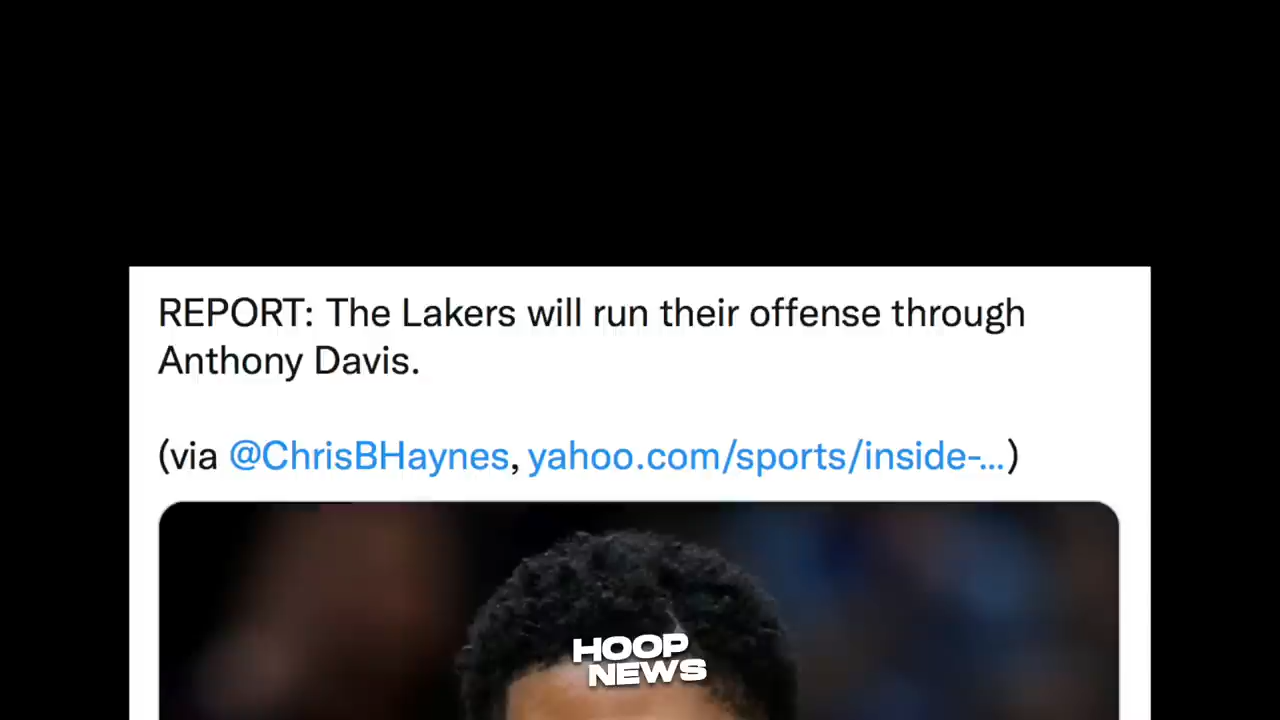 REPORT: The Lakers will run their offense through
Anthony Davis.
(via @ChrisBHaynes, yahoo.com/sports/inside-...)
HOOP
NEWS